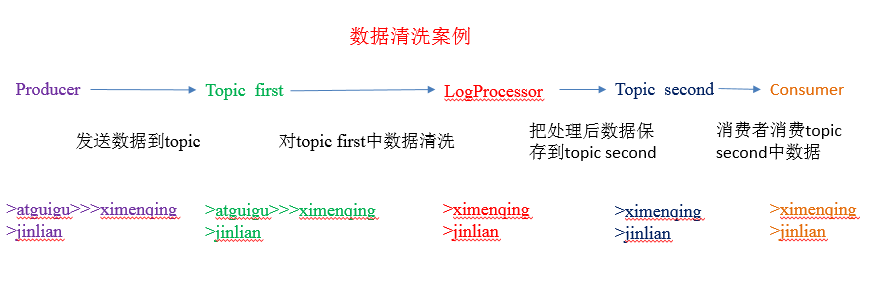 数据清洗案例
Producer
Topic first
LogProcessor
Topic second
Consumer
发送数据到topic
对topic first中数据清洗
把处理后数据保
存到topic second
消费者消费topic
second中数据
>atguigu>>>ximenqing
>jinlian
>atguigu>>>ximenqing
>jinlian
>ximenqing
>jinlian
>ximenqing
>jinlian
>ximenqing
>jinlian